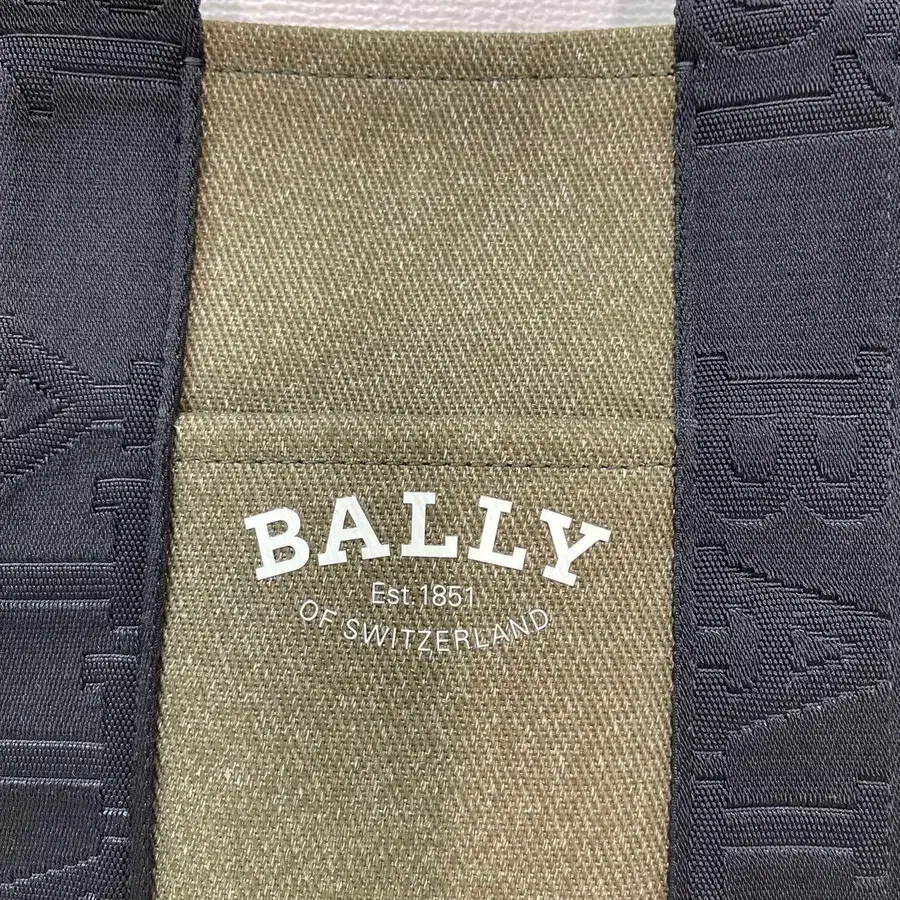 BALLY
Est. 1851
OF SWITZERLAND